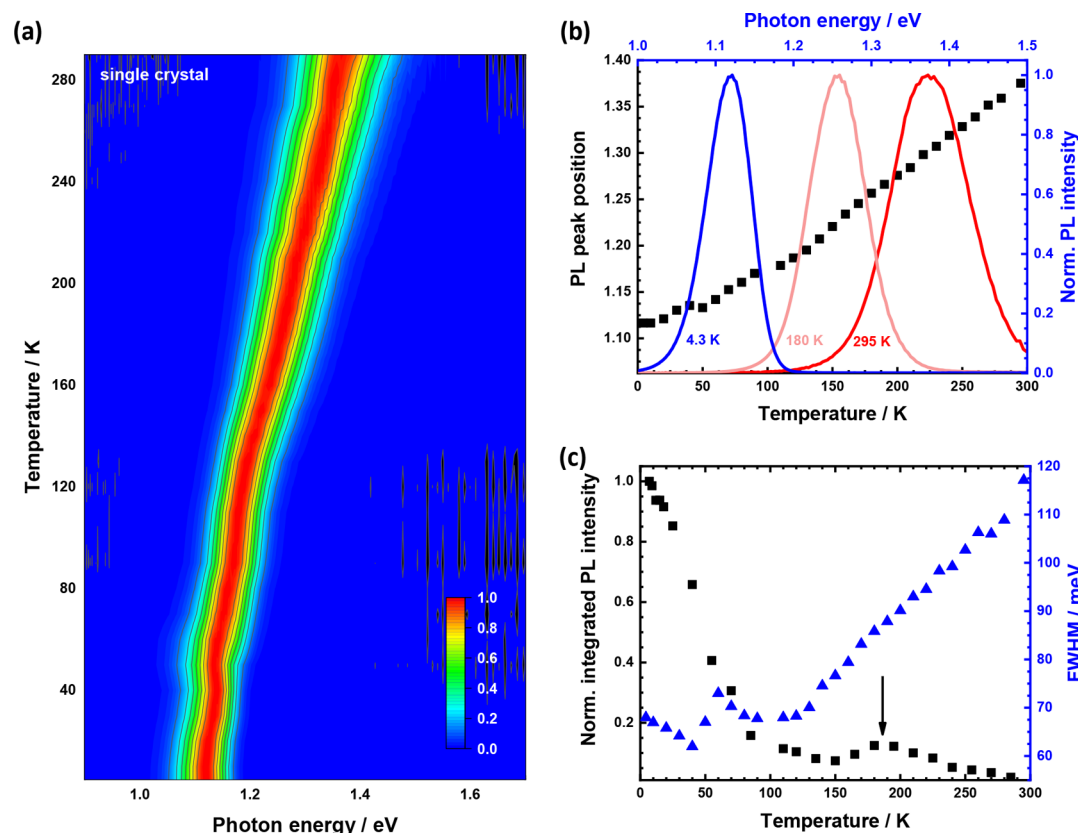 (a)
single crystal
280
240
200
160
120
80
40
Temperature / K
1.0
0.8
0.6
0.4
0.2
0.0
1.0 1.2 1.4 1.6
Photon energy / eV
(b)
Photon energy / eV
1.0 1.1 1.2 1.3 1.4 1.5
1.40
1.35
1.30
1.25
1.20
1.15
1.10
PL peak position
4.3 K 180 K 295 K
1.0
0.8
0.6
0.4
0.2
0.0
Norm. PL intensity
0 50 100 150 200 250 300
Temperature / K
(c)
1.0
0.8
0.6
0.4
0.2
Norm. integrated PL intensity
120
110
100
90
80
70
60
FWHM / meV
0 50 100 150 200 250 300
Temperature / K